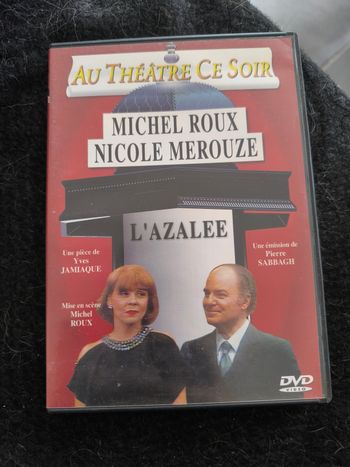 AU THÉÂTRE CE SOIR
MICHEL ROUX
NICOLE MEROUZE
L'AZALEE
Une pièce de
Yves
JAMIAQUE
Une émission de
Pierre
SABBAGH
Mise en scène
Michel
ROUX
DVD
VIDEO